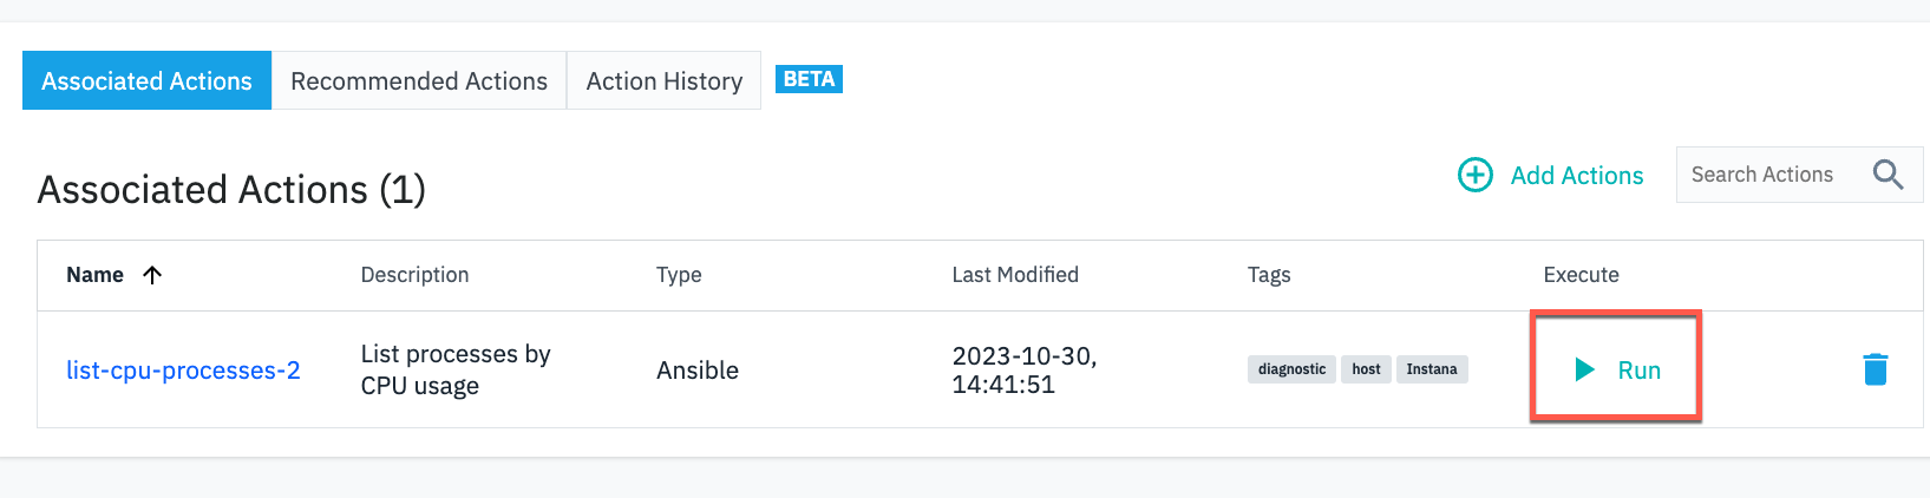 Associated Actions Recommended Actions Action History BETA
Associated Actions (1)
Add Actions Search Actions
Name Description Type Last Modified Tags Execute
list-cpu-processes-2
List processes by
CPU usage
Ansible
2023-10-30,
14:41:51
diagnostic host Instana
Run